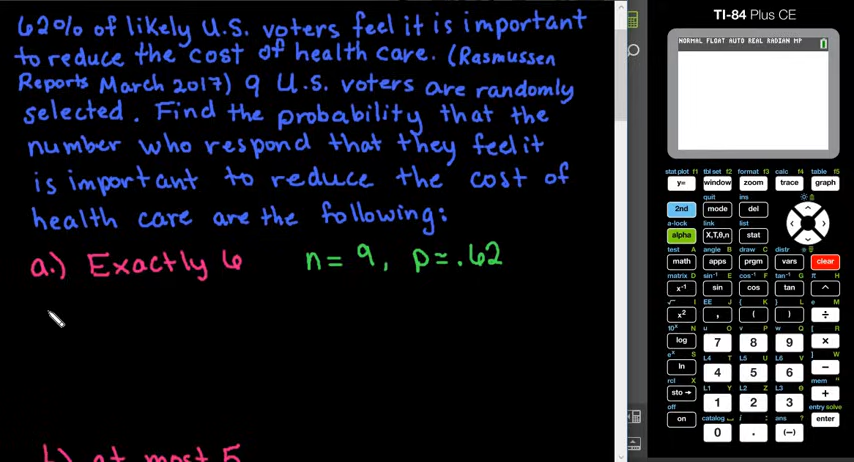 62% of likely U.S. voters feel it is important
to reduce the cost of health care. (Rasmussen
Reports March 2017) 9 U.S. voters are randomly
selected. Find the probability that the
number who respond that they feel it
is important to reduce the cost of
health care are the following:
a.) Exactly 6 n = 9, p = .62
b) at most 5
TI-84 Plus CE
NORMAL FLOAT AUTO REAL RADIAN MP
stat plot f1 tbl set f2 format f3 calc f4 table f5
y= window zoom trace graph
quit ins
2nd mode del
a-lock link list
alpha X,T,θ,n stat
test A angle B draw C distr
math apps prgm vars clear
matrix D sin⁻¹ E cos⁻¹ F tan⁻¹ G π H
x⁻¹ sin cos tan ^
√ I EE J { K } L e M
x² , ( ) ÷
10ˣ N u O v P w Q R
log 7 8 9 ×
eˣ S L4 T L5 U L6 V W
ln 4 5 6 −
rcl X L1 Y L2 Z L3 θ mem "
sto→ 1 2 3 +
off catalog : ans ? entry solve
on 0 . (−) enter